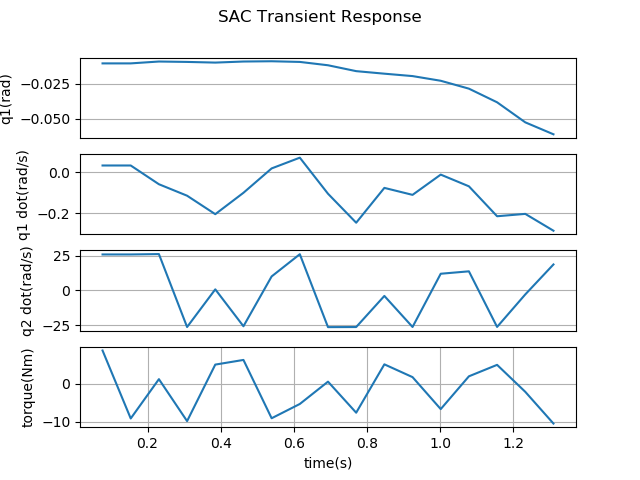 SAC Transient Response
q1(rad)
−0.025
−0.050
q1 dot(rad/s)
0.0
−0.2
q2 dot(rad/s)
25
0
−25
torque(Nm)
0
−10
0.2 0.4 0.6 0.8 1.0 1.2
time(s)